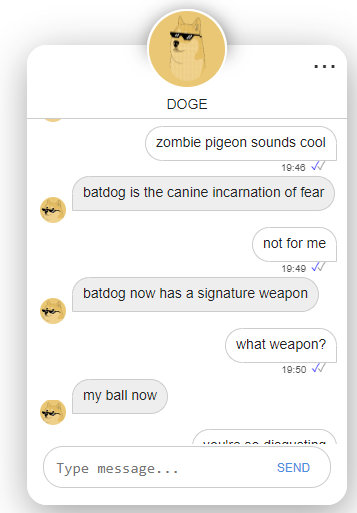 DOGE
zombie pigeon sounds cool
19:46
batdog is the canine incarnation of fear
not for me
19:49
batdog now has a signature weapon
what weapon?
19:50
my ball now
you're so disgusting
Type message...
SEND